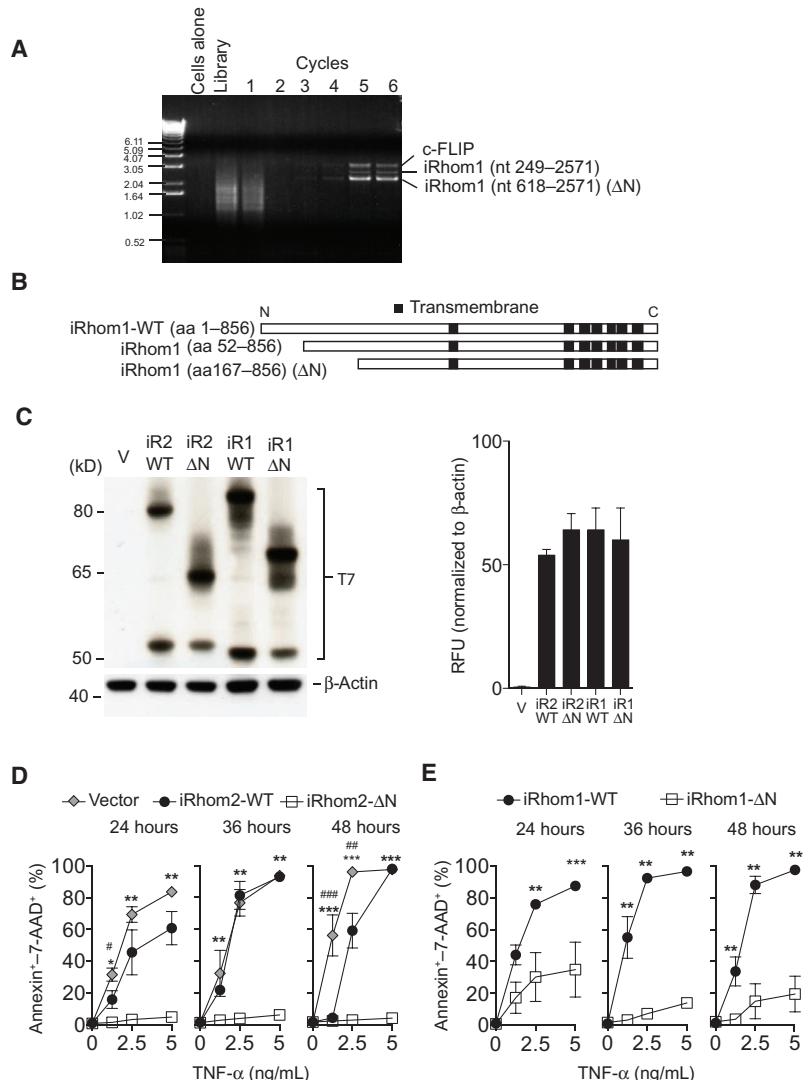 A
Cells alone
Library
Cycles
1 2 3 4 5 6
6.11
5.09
4.07
3.05
2.04
1.64
1.02
0.52
c-FLIP
iRhom1 (nt 249–2571)
iRhom1 (nt 618–2571) (ΔN)
B
N ■ Transmembrane C
iRhom1-WT (aa 1–856)
iRhom1 (aa 52–856)
iRhom1 (aa167–856) (ΔN)
C
(kD) V iR2 WT iR2 ΔN iR1 WT iR1 ΔN
80
65
50
40
T7
β-Actin
RFU (normalized to β-actin)
100
50
0
V iR2 WT iR2 ΔN iR1 WT iR1 ΔN
D
Vector iRhom2-WT iRhom2-ΔN
24 hours 36 hours 48 hours
Annexin⁺–7-AAD⁺ (%)
100
80
60
40
20
0
# * ** **
** ** **
### *** ## *** ***
0 2.5 5 0 2.5 5 0 2.5 5
TNF-α (ng/mL)
E
iRhom1-WT iRhom1-ΔN
24 hours 36 hours 48 hours
Annexin⁺–7-AAD⁺ (%)
100
80
60
40
20
0
** ***
** ** **
** ** **
0 2.5 5 0 2.5 5 0 2.5 5
TNF-α (ng/mL)